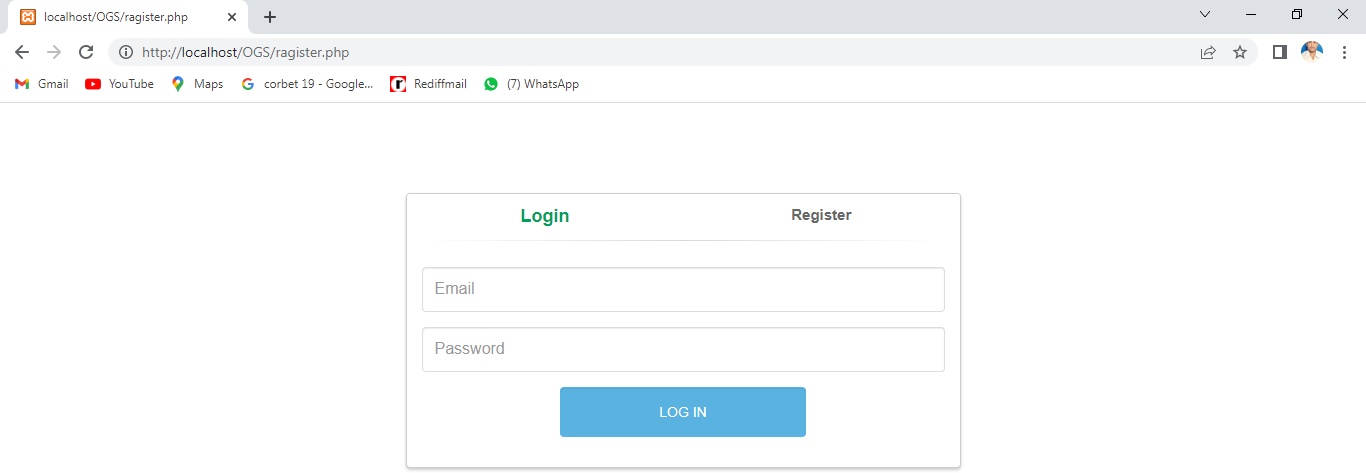 localhost/OGS/ragister.php
http://localhost/OGS/ragister.php
Gmail YouTube Maps corbet 19 - Google... Rediffmail (7) WhatsApp
Login Register
Email
Password
LOG IN